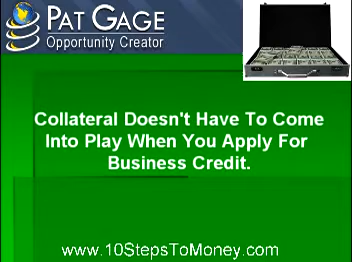 PAT GAGE
Opportunity Creator
Collateral Doesn't Have To Come
Into Play When You Apply For
Business Credit.
www.10StepsToMoney.com